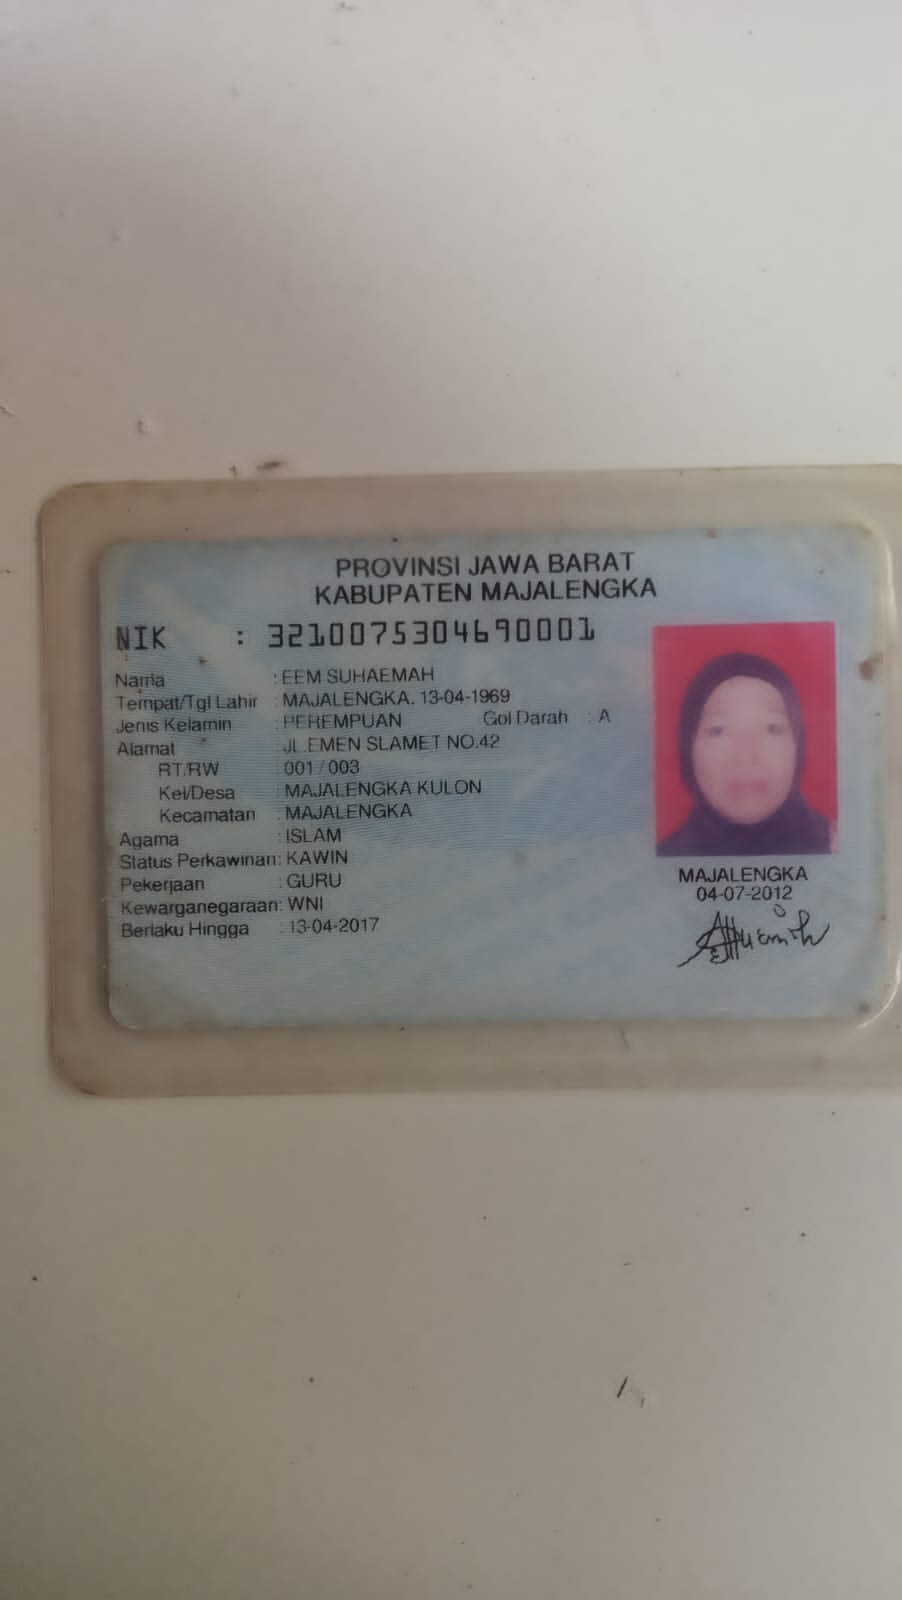 PROVINSI JAWA BARAT
KABUPATEN MAJALENGKA
NIK : 3210075304690001
Nama : EEM SUHAEMAH
Tempat/Tgl Lahir : MAJALENGKA, 13-04-1969
Jenis Kelamin : PEREMPUAN Gol Darah : A
Alamat : JL.EMEN SLAMET NO.42
RT/RW : 001/003
Kel/Desa : MAJALENGKA KULON
Kecamatan : MAJALENGKA
Agama : ISLAM
Status Perkawinan: KAWIN
Pekerjaan : GURU
Kewarganegaraan: WNI
Berlaku Hingga : 13-04-2017
MAJALENGKA
04-07-2012